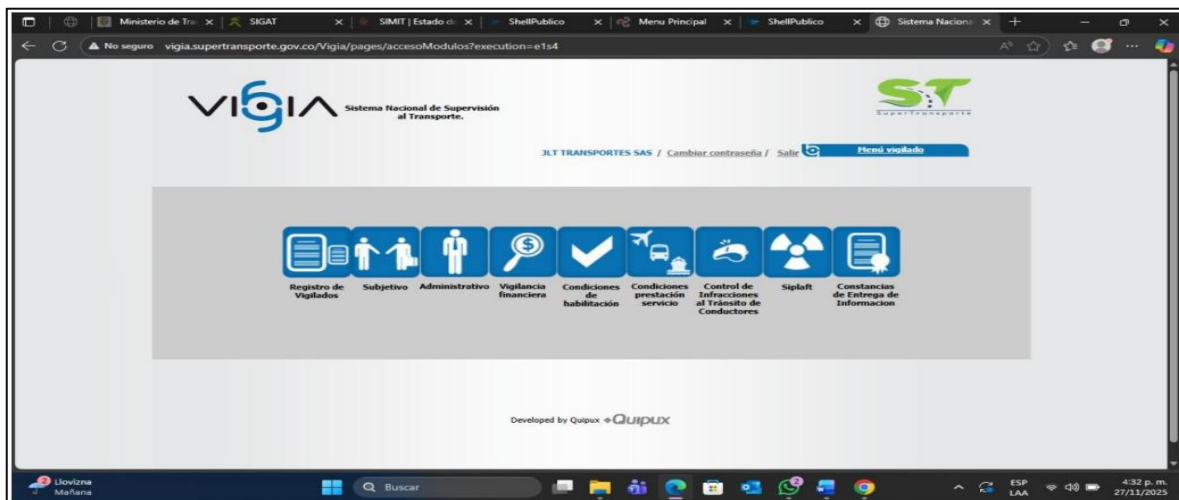 Ministerio de Tra
SIGAT
SIMIT | Estado d
ShellPublico
Menu Principal
ShellPublico
Sistema Naciona
No seguro
vigia.supertransporte.gov.co/Vigia/pages/accesoModulos?execution=e1s4
VIGIA
Sistema Nacional de Supervisión
al Transporte.
ST
SuperTransporte
JLT TRANSPORTES SAS / Cambiar contraseña / Salir
Menú vigilado
Registro de
Vigilados
Subjetivo
Administrativo
Vigilancia
financiera
Condiciones
de
habilitación
Condiciones
prestación
servicio
Control de
Infracciones
al Tránsito de
Conductores
Siplaft
Constancias
de Entrega de
Informacion
Developed by Quipux Quipux
2
Llovizna
Mañana
Buscar
2
ESP
LAA
4:32 p. m.
27/11/2025